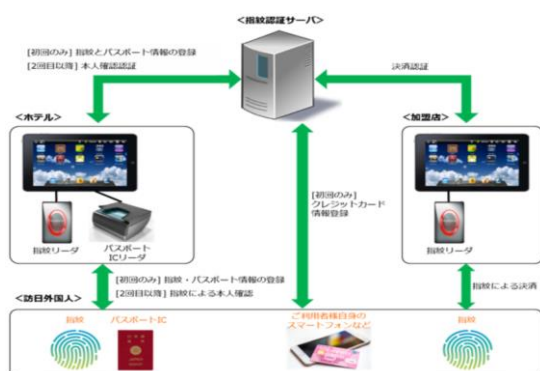 <指紋認証サーバ>
[初回のみ] 指紋とパスポート情報の登録
[2回目以降] 本人確認認証
決済認証
<ホテル>
<加盟店>
指紋リーダ
パスポート
ICリーダ
[初回のみ]
クレジットカード
情報登録
指紋リーダ
[初回のみ] 指紋・パスポート情報の登録
[2回目以降] 指紋による本人確認
指紋による決済
<訪日外国人>
指紋
パスポートIC
ご利用者様自身の
スマートフォンなど
指紋